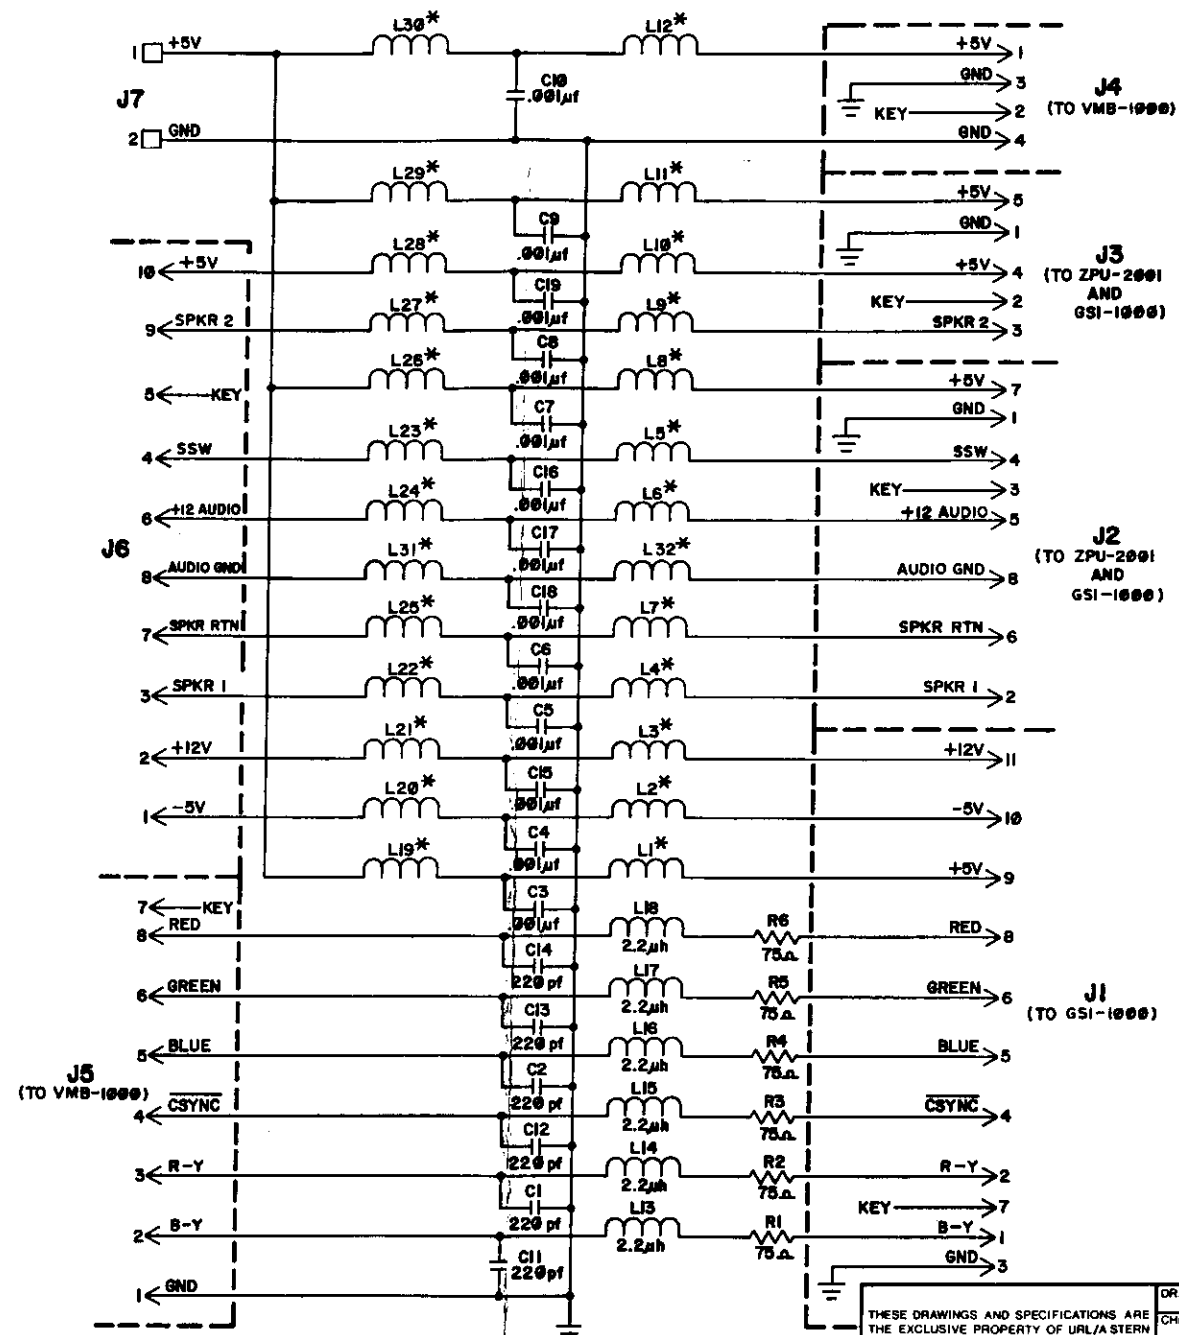 L30* L12*
1 +5V +5V 1
C10
.001µf
GND 3
J7
J4
(TO VMB-1000)
KEY 2
2 GND GND 4
L29* L11*
+5V 5
C9
.001µf
GND 1
L28* L10*
10 +5V +5V 4
J3
(TO ZPU-2001
AND
GSI-1000)
C19
.001µf
KEY 2
L27* L9*
9 SPKR 2 SPKR 2 3
C8
.001µf
L26* L8*
+5V 7
5 KEY
C7
.001µf
GND 1
L23* L5*
4 SSW SSW 4
C16
.001µf
KEY 3
L24* L6*
6 +12 AUDIO +12 AUDIO 5
C17
.001µf
J6
J2
(TO ZPU-2001
AND
GSI-1000)
L31* L32*
8 AUDIO GND AUDIO GND 8
C18
.001µf
L25* L7*
7 SPKR RTN SPKR RTN 6
C6
.001µf
L22* L4*
3 SPKR 1 SPKR 1 2
C5
.001µf
L21* L3*
2 +12V +12V 11
C15
.001µf
L20* L2*
1 -5V -5V 10
C4
.001µf
L19* L1*
+5V 9
C3
.001µf
7 KEY
L18 R6
8 RED 2.2µh 75Ω RED 8
C14
220pf
L17 R5
6 GREEN 2.2µh 75Ω GREEN 6
C13
220pf
J1
(TO GSI-1000)
L16 R4
5 BLUE 2.2µh 75Ω BLUE 5
C2
220pf
J5
(TO VMB-1000)
L15 R3
4 CSYNC 2.2µh 75Ω CSYNC 4
C12
220pf
L14 R2
3 R-Y 2.2µh 75Ω R-Y 2
C1
220pf
KEY 7
L13 R1
2 B-Y 2.2µh 75Ω B-Y 1
C11
220pf
GND 3
1 GND
THESE DRAWINGS AND SPECIFICATIONS ARE
THE EXCLUSIVE PROPERTY OF URL/A STERN
DR
CH